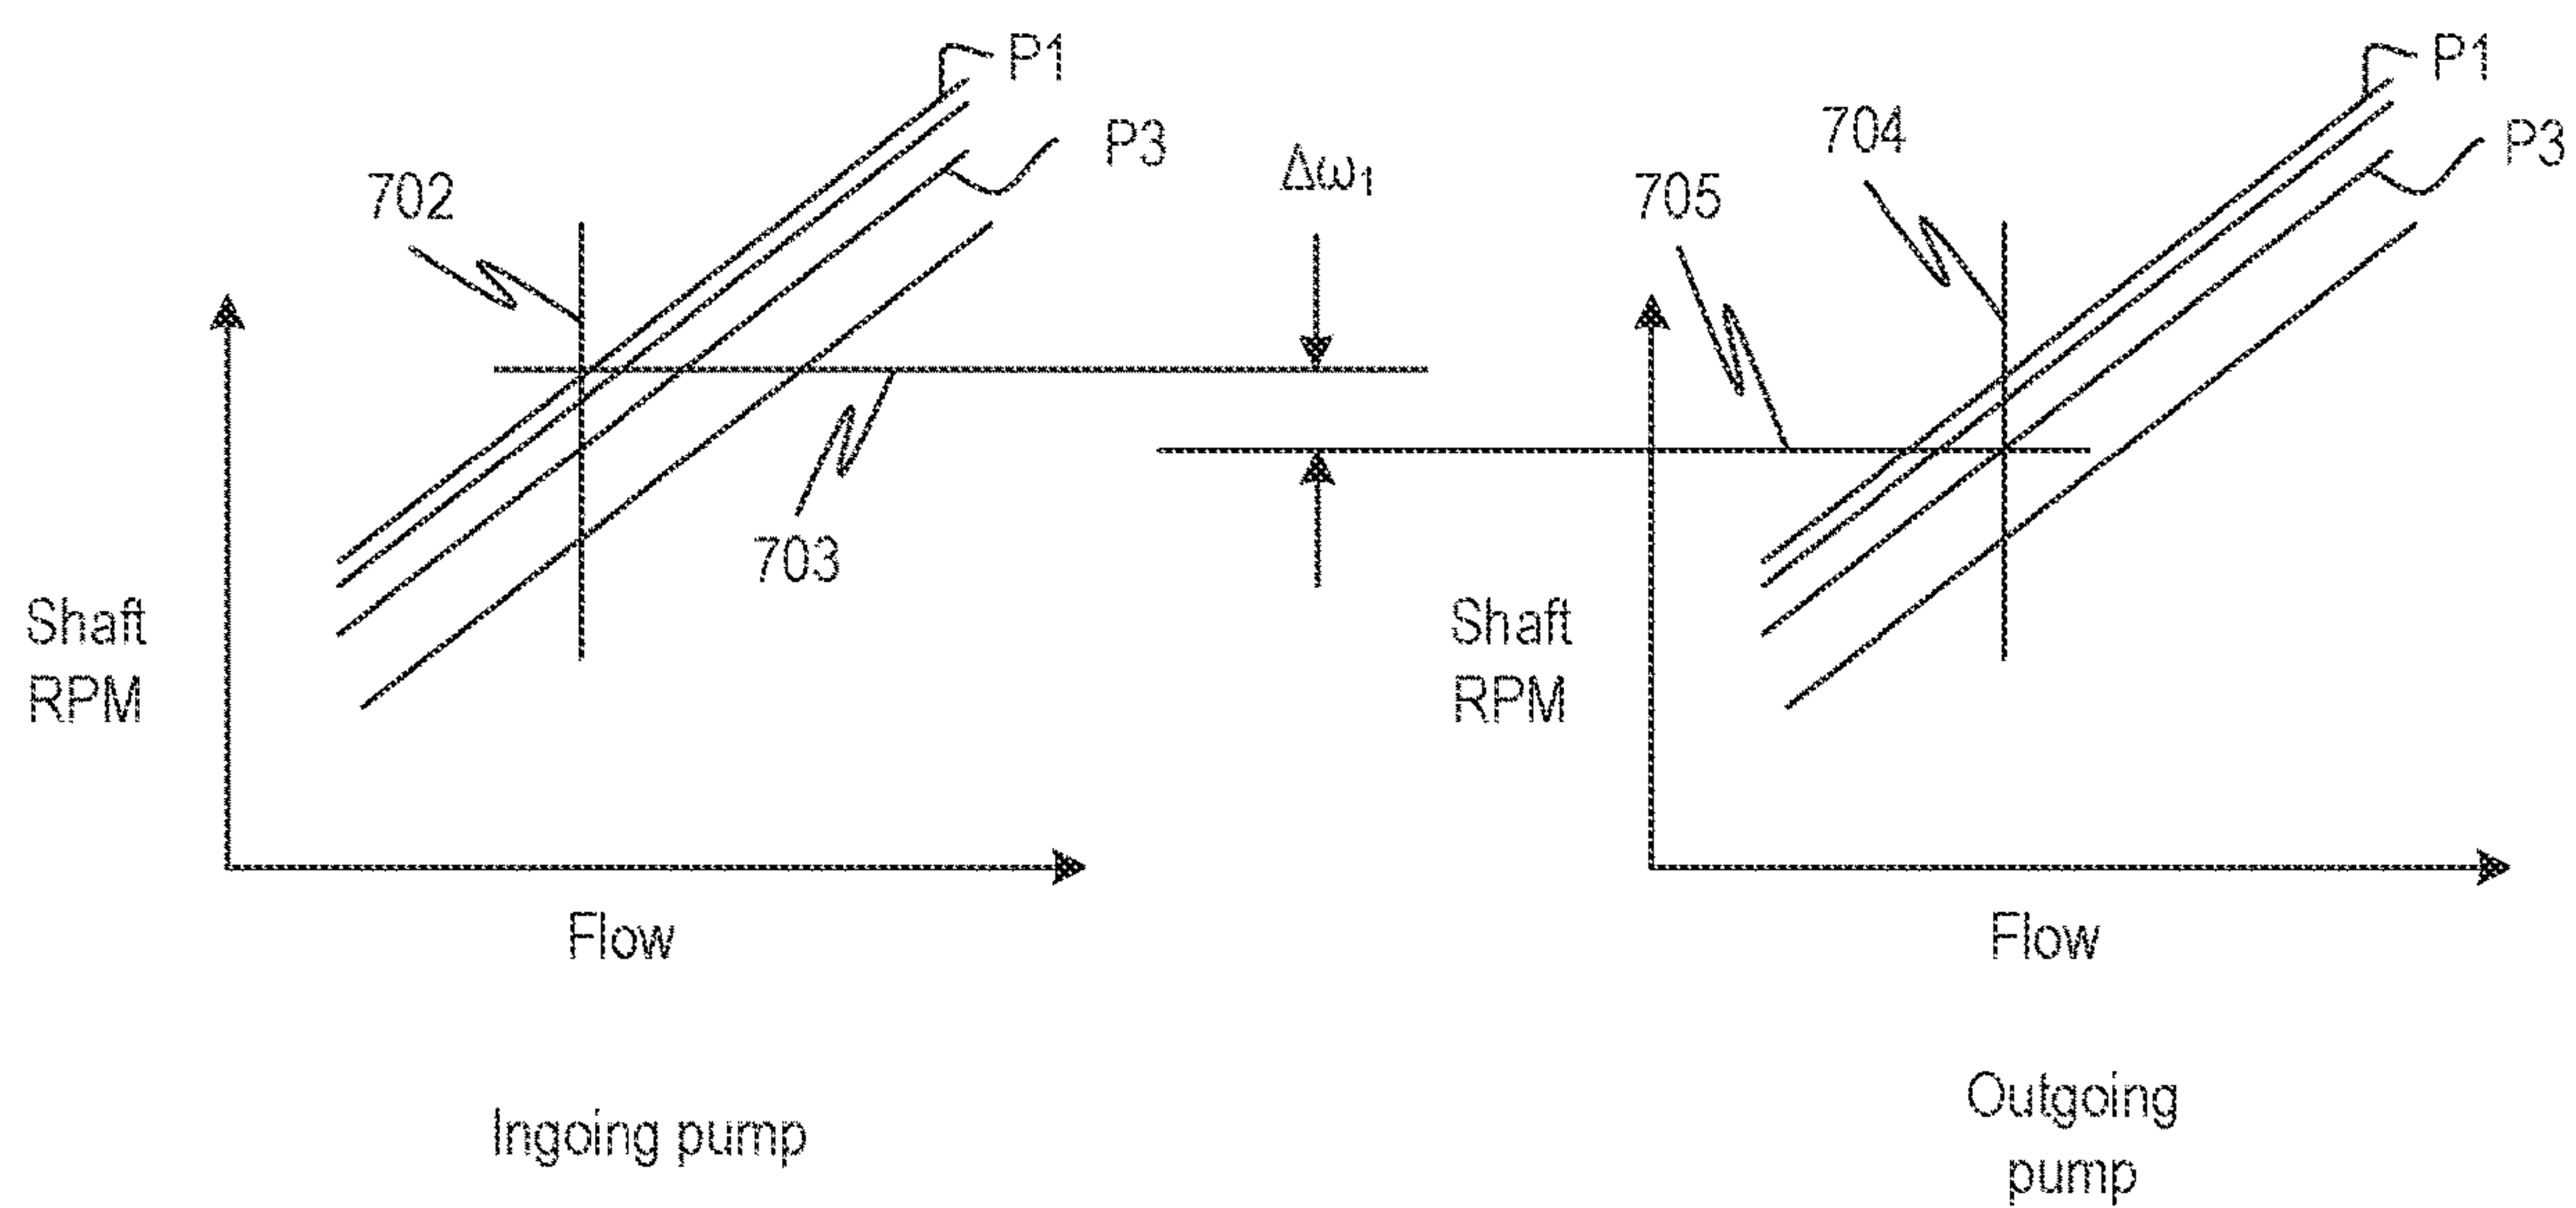 P1
P3
702
703
Shaft
RPM
Flow
Ingoing pump
Δω₁
P1
P3
704
705
Shaft
RPM
Flow
Outgoing
pump